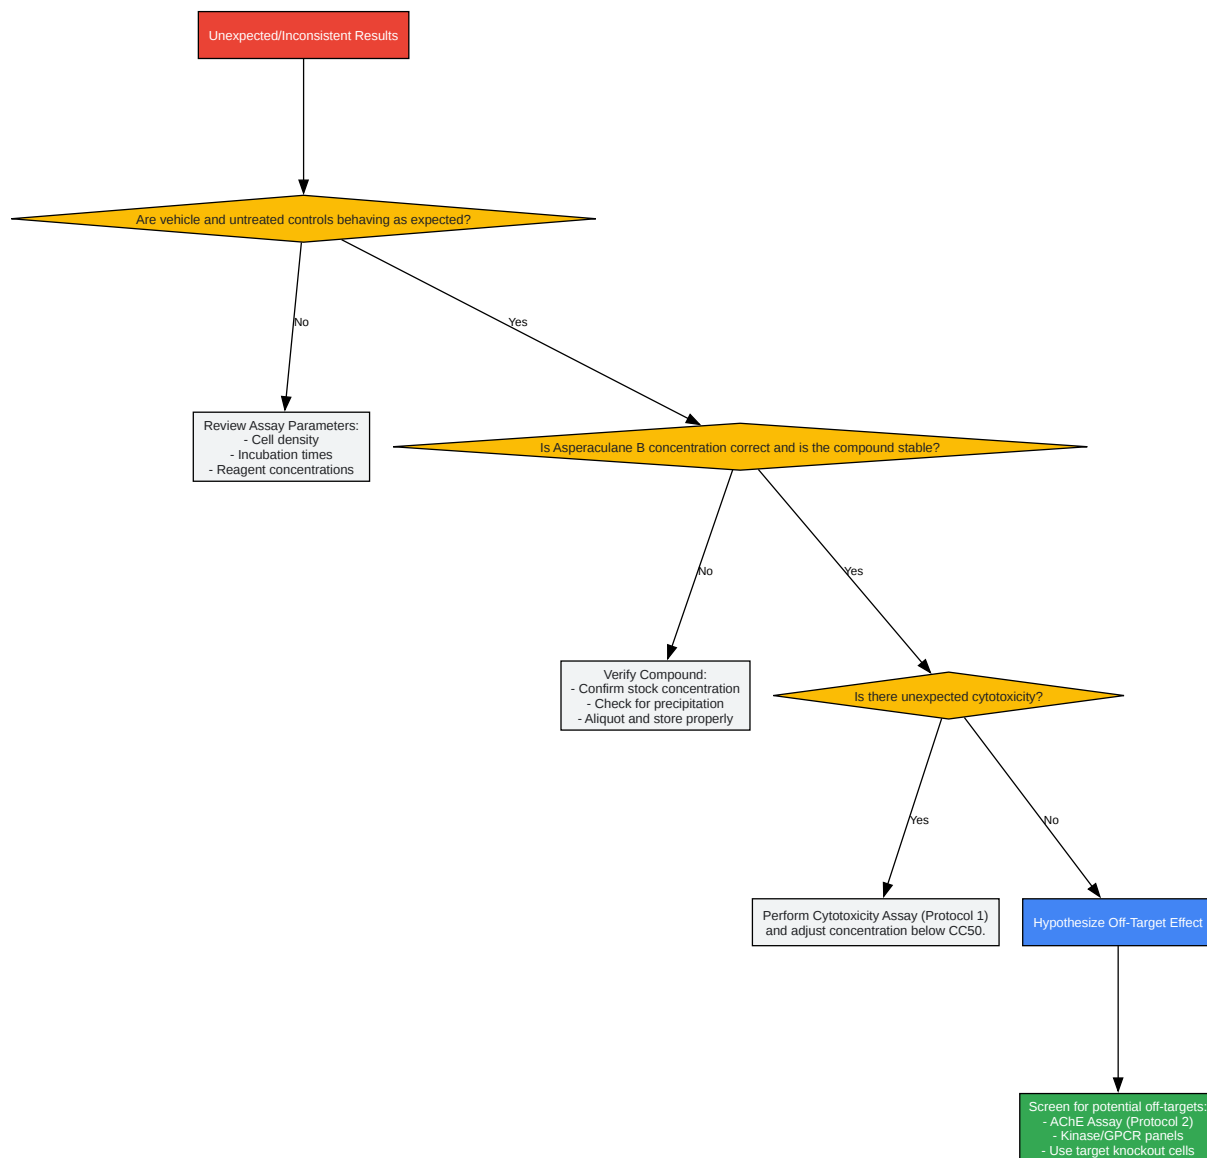 Unexpected/Inconsistent Results
Are vehicle and untreated controls behaving as expected?
No
Yes
Review Assay Parameters:
- Cell density
- Incubation times
- Reagent concentrations
Is Asperaculane B concentration correct and is the compound stable?
No
Yes
Verify Compound:
- Confirm stock concentration
- Check for precipitation
- Aliquot and store properly
Is there unexpected cytotoxicity?
Yes
No
Perform Cytotoxicity Assay (Protocol 1)
and adjust concentration below CC50.
Hypothesize Off-Target Effect
Screen for potential off-targets:
- AChE Assay (Protocol 2)
- Kinase/GPCR panels
- Use target knockout cells